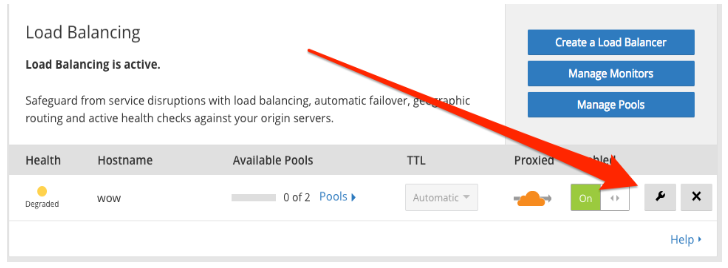 Load Balancing
Load Balancing is active.
Safeguard from service disruptions with load balancing, automatic failover, geographic
routing and active health checks against your origin servers.
Create a Load Balancer
Manage Monitors
Manage Pools
Health Hostname Available Pools TTL Proxied
Degraded wow 0 of 2 Pools Automatic On
Help